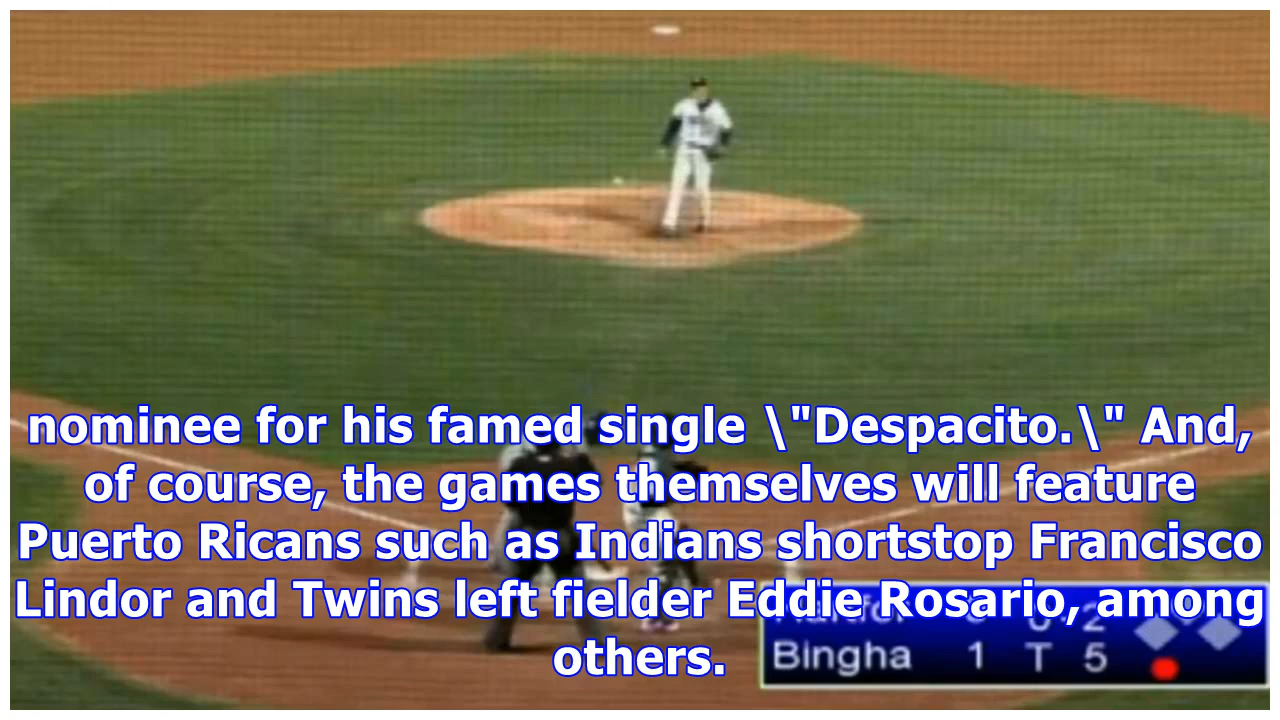 nominee for his famed single \"Despacito.\" And,
of course, the games themselves will feature
Puerto Ricans such as Indians shortstop Francisco
Lindor and Twins left fielder Eddie Rosario, among
others.
2
Bingha 1 T 5